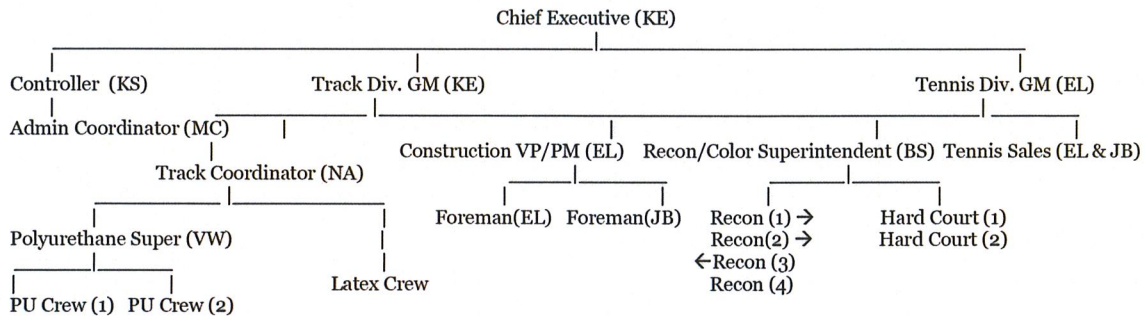 Chief Executive (KE)
Controller (KS) Track Div. GM (KE) Tennis Div. GM (EL)
Admin Coordinator (MC)
Construction VP/PM (EL) Recon/Color Superintendent (BS) Tennis Sales (EL & JB)
Track Coordinator (NA)
Foreman(EL) Foreman(JB) Recon (1) → Hard Court (1)
Polyurethane Super (VW) Recon(2) → Hard Court (2)
←Recon (3)
Latex Crew Recon (4)
PU Crew (1) PU Crew (2)